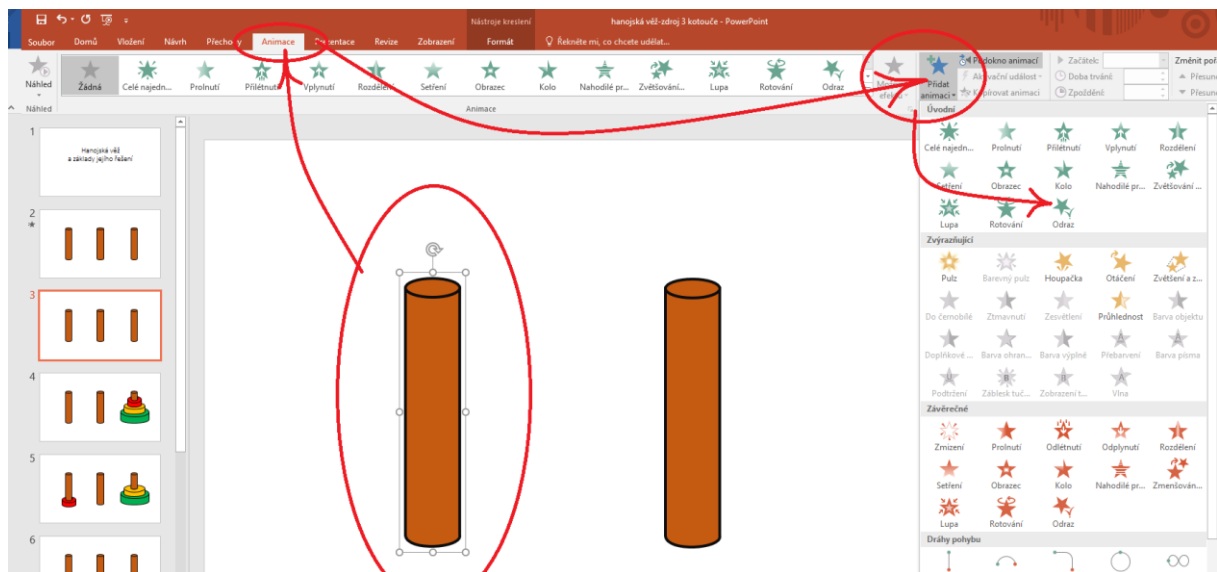 Nástroje kreslení
hanojská věž-zdroj 3 kotouče - PowerPoint
Soubor Domů Vložení Návrh Přechody Animace Prezentace Revize Zobrazení Formát Řekněte mi, co chcete udělat...
Náhled
Žádná Celé najedn... Prolnutí Přilétnutí Vplynutí Rozdělení Setření Obrazec Kolo Nahodilé pr... Zvětšování... Lupa Rotování Odraz
Přidat animaci
Podokno animací
Aktivační událost
Kopírovat animaci
Začátek:
Doba trvání:
Zpoždění:
Změnit poř
Přesunc
Přesunc
Náhled
Animace
1
Hanojská věž
a základy jejího řešení
2
3
4
5
6
Úvodní
Celé najedn... Prolnutí Přilétnutí Vplynutí Rozdělení
Setření Obrazec Kolo Nahodilé pr... Zvětšování ...
Lupa Rotování Odraz
Zvýrazňující
Pulz Barevný pulz Houpačka Otáčení Zvětšení a z...
Do černobílé Ztmavnutí Zesvětlení Průhlednost Barva objektu
Doplňkové ... Barva ohran... Barva výplně Přebarvení Barva písma
Podtržení Záblesk tuč... Zobrazení t... Vlna
Závěrečné
Zmizení Prolnutí Odlétnutí Odplynutí Rozdělení
Setření Obrazec Kolo Nahodilé pr... Zmenšován...
Lupa Rotování Odraz
Dráhy pohybu